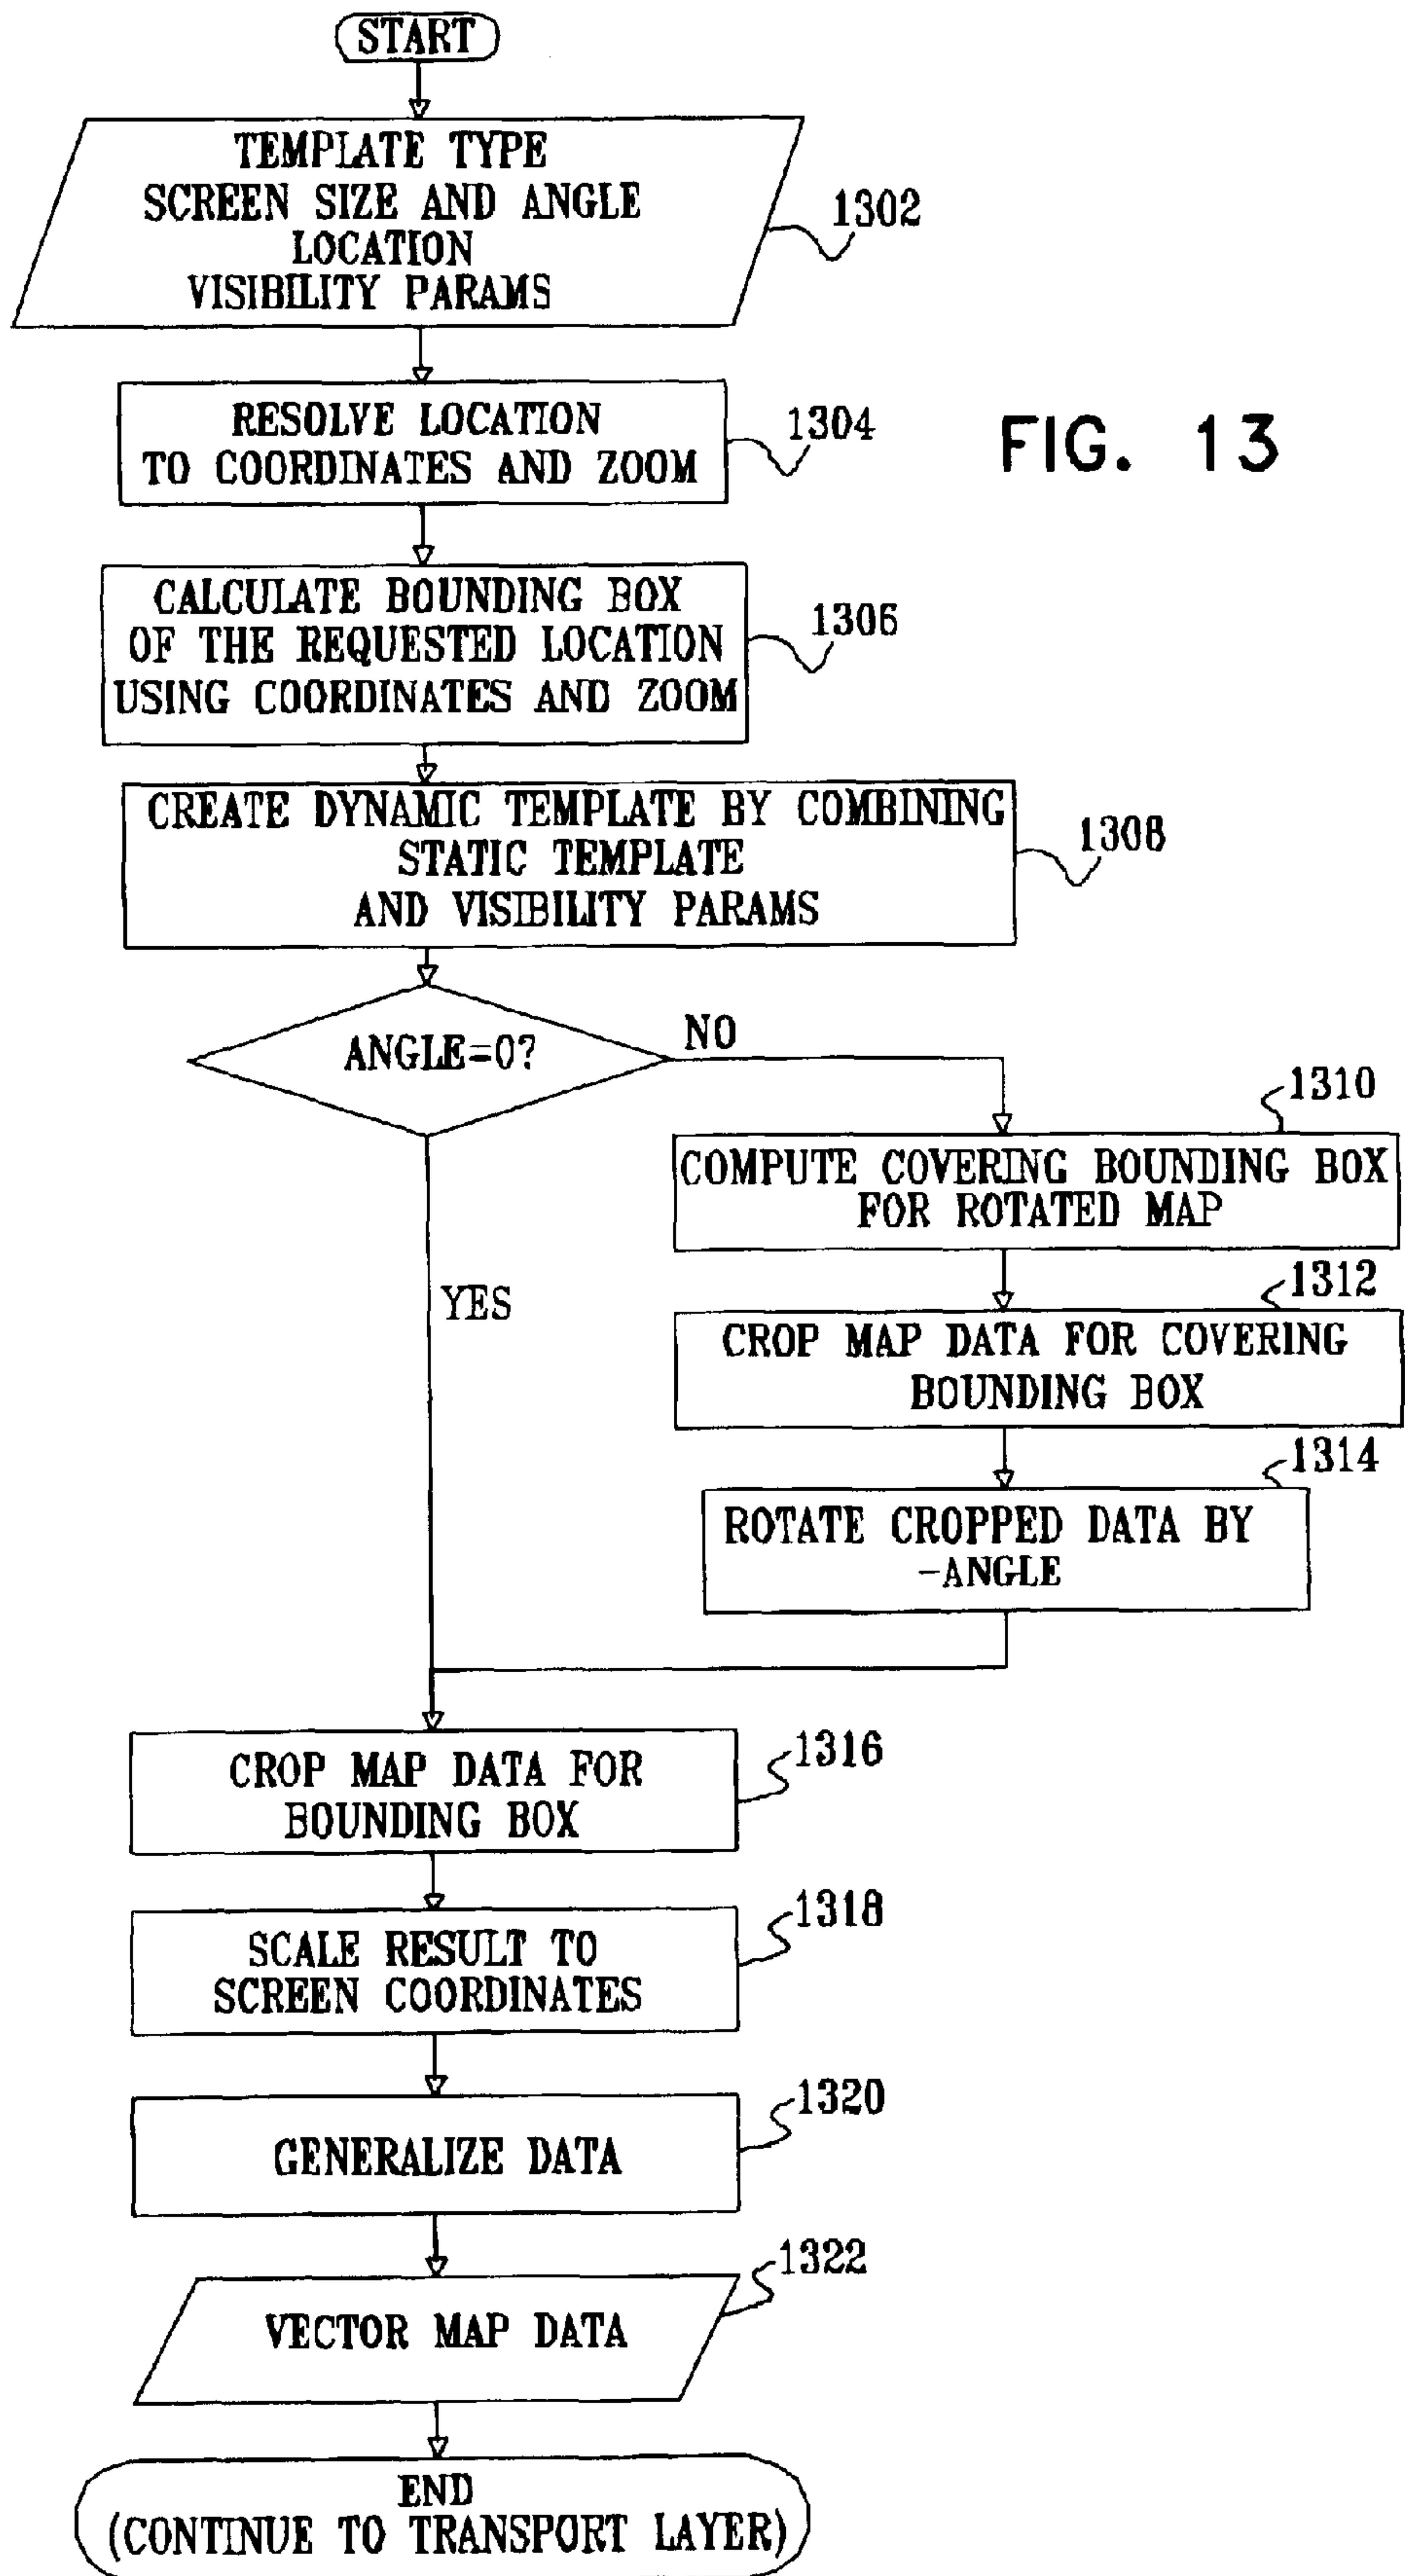 START
TEMPLATE TYPE
SCREEN SIZE AND ANGLE
LOCATION
VISIBILITY PARAMS
1302
RESOLVE LOCATION
TO COORDINATES AND ZOOM
1304
FIG. 13
CALCULATE BOUNDING BOX
OF THE REQUESTED LOCATION
USING COORDINATES AND ZOOM
1306
CREATE DYNAMIC TEMPLATE BY COMBINING
STATIC TEMPLATE
AND VISIBILITY PARAMS
1308
ANGLE=0?
NO
1310
COMPUTE COVERING BOUNDING BOX
FOR ROTATED MAP
YES
1312
CROP MAP DATA FOR COVERING
BOUNDING BOX
1314
ROTATE CROPPED DATA BY
-ANGLE
CROP MAP DATA FOR
BOUNDING BOX
1316
SCALE RESULT TO
SCREEN COORDINATES
1318
GENERALIZE DATA
1320
VECTOR MAP DATA
1322
END
(CONTINUE TO TRANSPORT LAYER)